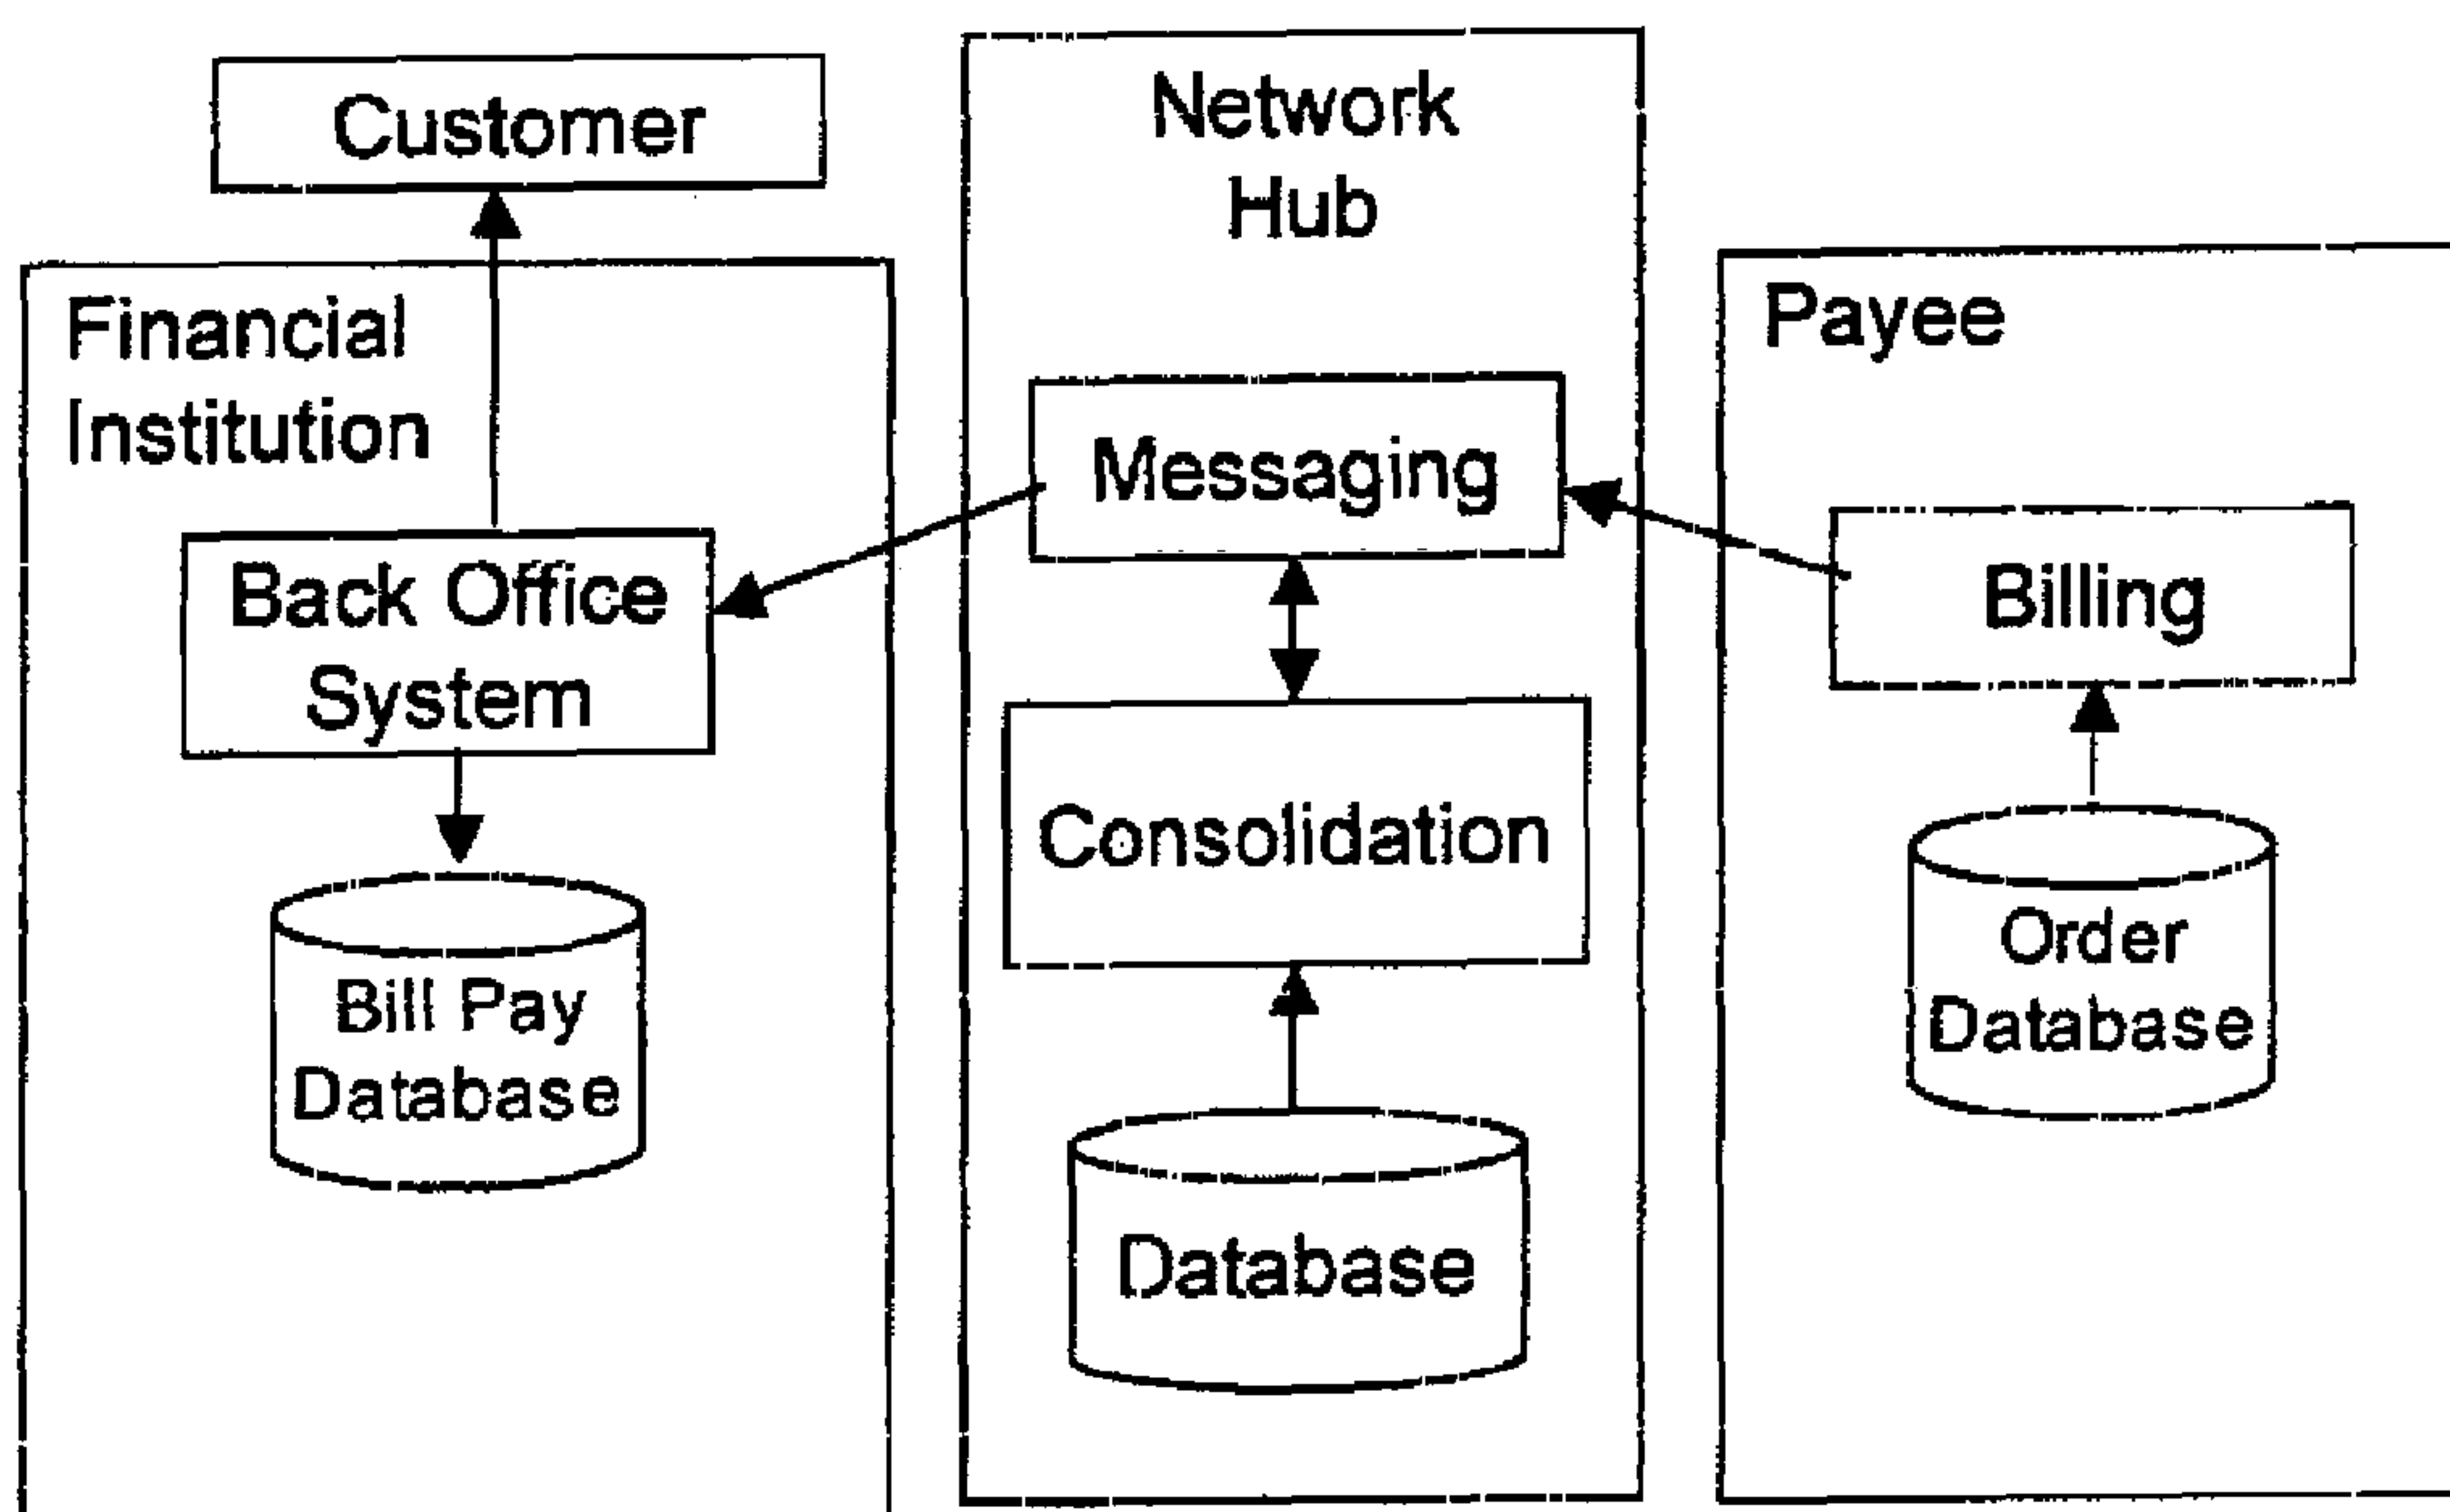 Customer
Financial
Institution
Back Office
System
Bill Pay
Database
Network
Hub
Messaging
Consolidation
Database
Payee
Billing
Order
Database